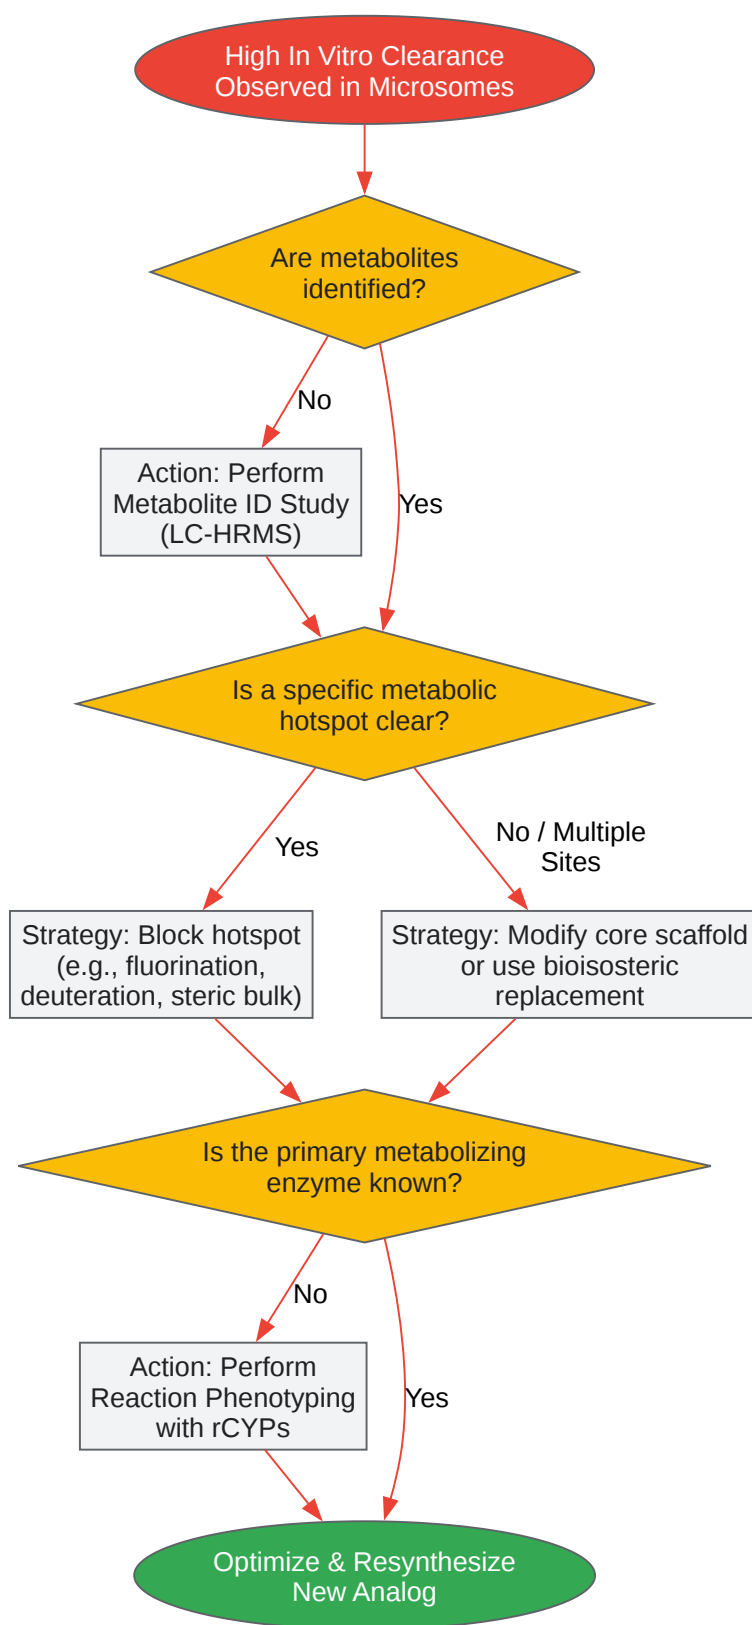 High In Vitro Clearance
Observed in Microsomes
Are metabolites
identified?
No
Action: Perform
Metabolite ID Study
(LC-HRMS)
Yes
Is a specific metabolic
hotspot clear?
Yes
No / Multiple
Sites
Strategy: Block hotspot
(e.g., fluorination,
deuteration, steric bulk)
Strategy: Modify core scaffold
or use bioisosteric
replacement
Is the primary metabolizing
enzyme known?
No
Action: Perform
Reaction Phenotyping
with rCYPs
Yes
Optimize & Resynthesize
New Analog